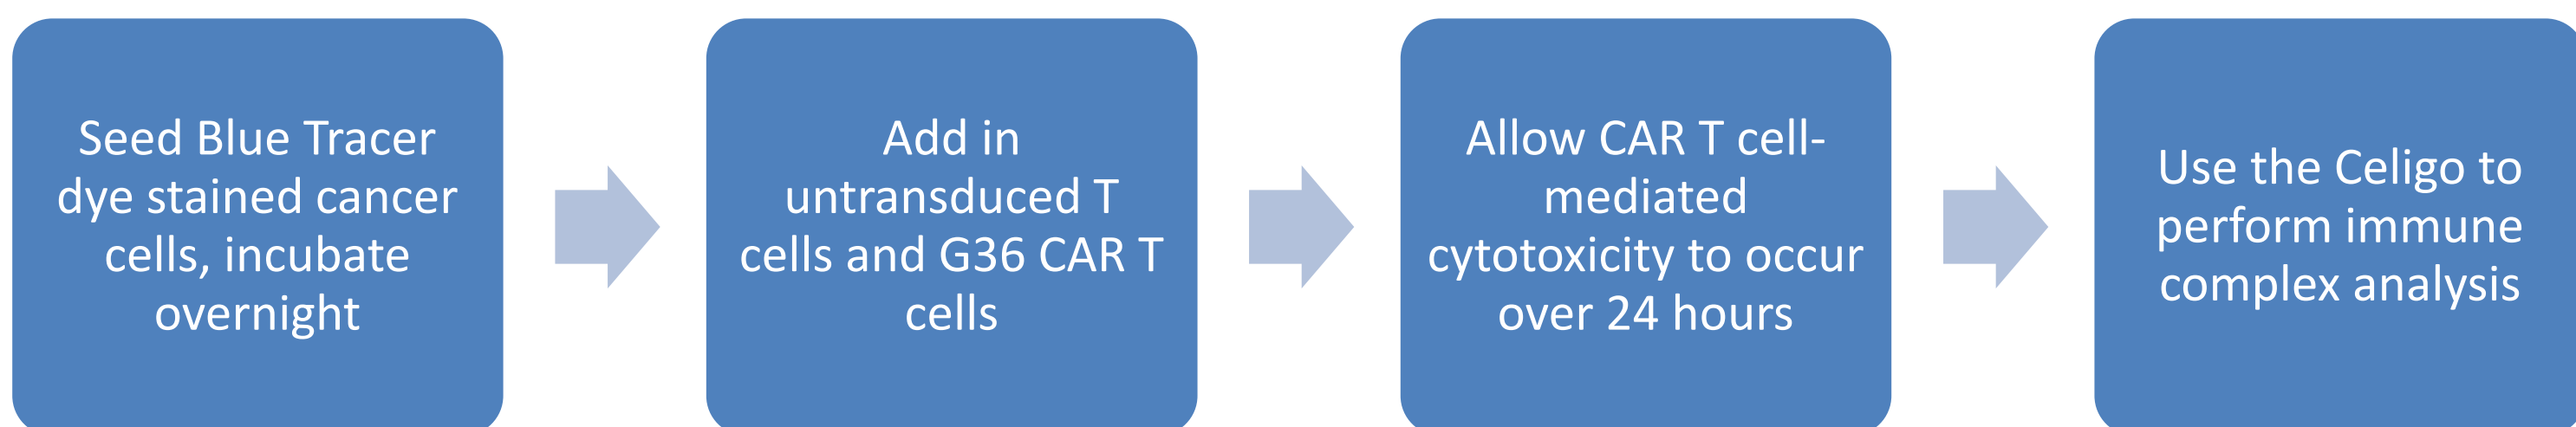 Seed Blue Tracer
dye stained cancer
cells, incubate
overnight
Add in
untransduced T
cells and G36 CAR T
cells
Allow CAR T cell-
mediated
cytotoxicity to occur
over 24 hours
Use the Celigo to
perform immune
complex analysis